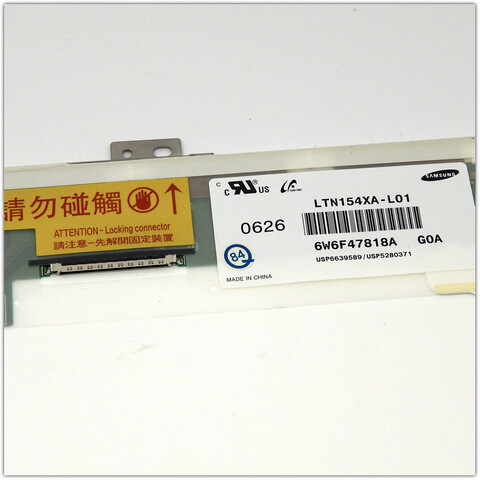 請勿碰觸
ATTENTION - Locking connector
請注意-先解開固定裝置
C
C UR US
SAMSUNG
LTN154XA-L01
0626
6W6F47818A G0A
USP6639589/USP5280371
84
MADE IN CHINA